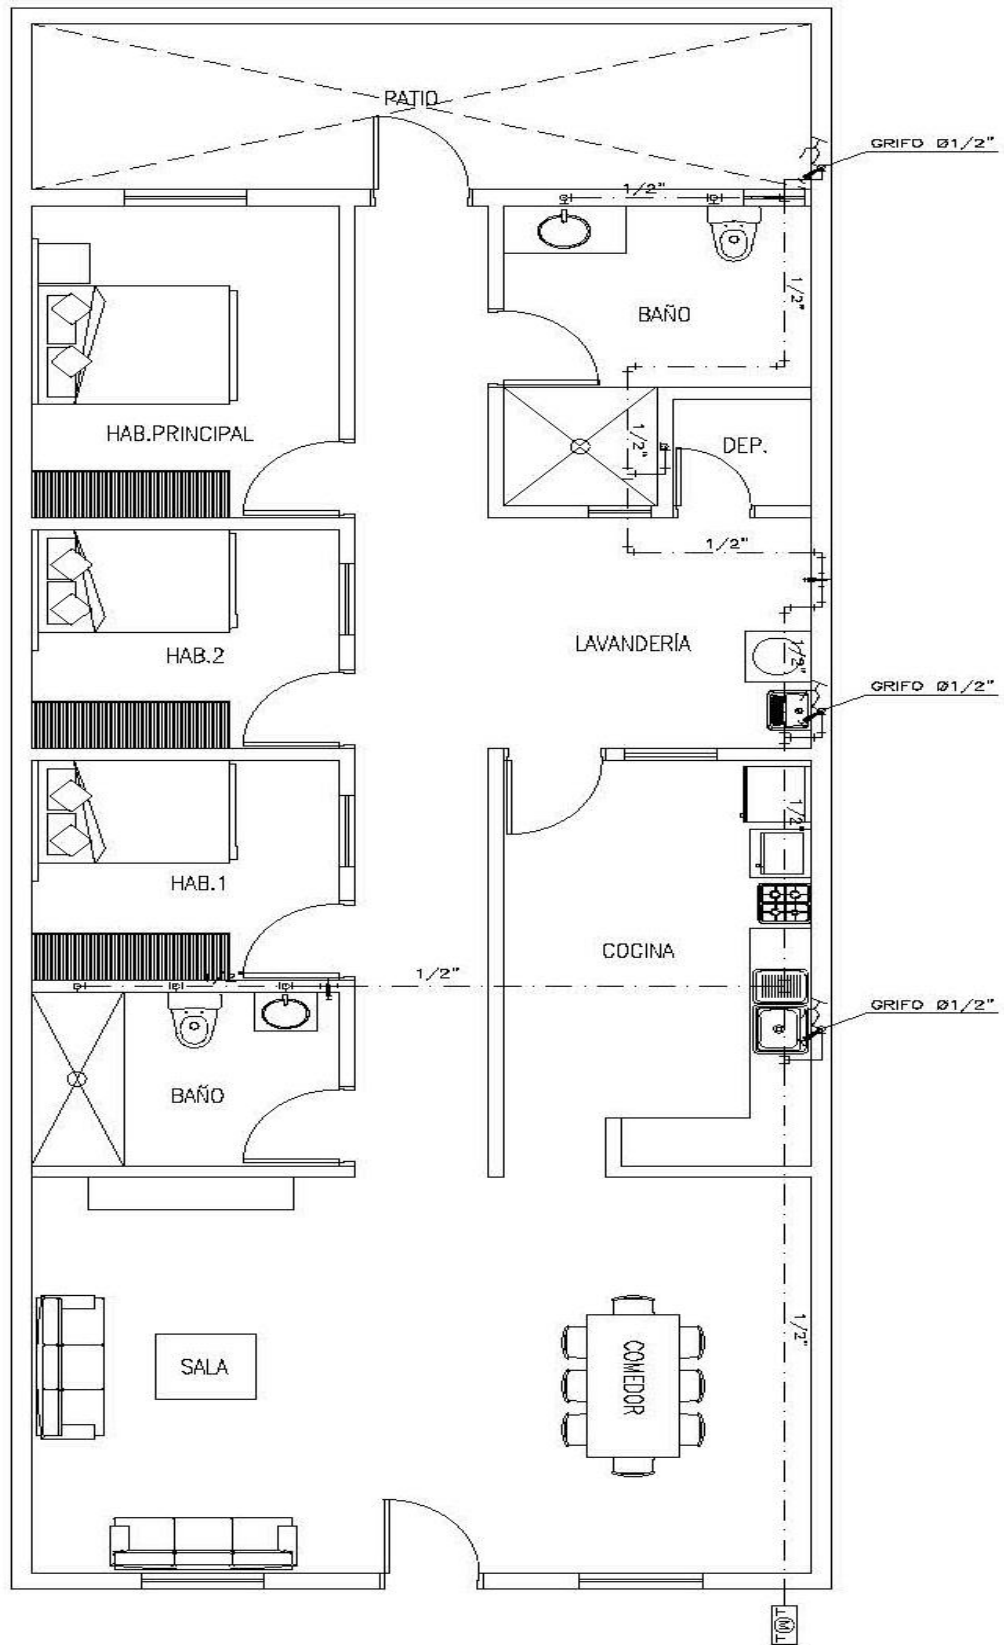 PATIO
GRIFO Ø1/2"
1/2"
1/2"
BAÑO
HAB.PRINCIPAL
1/2"
DEP.
1/2"
LAVANDERÍA
1/2"
HAB.2
GRIFO Ø1/2"
1/2"
HAB.1
COCINA
1/2"
1/2"
GRIFO Ø1/2"
BAÑO
1/2"
SALA
COMEDOR
M